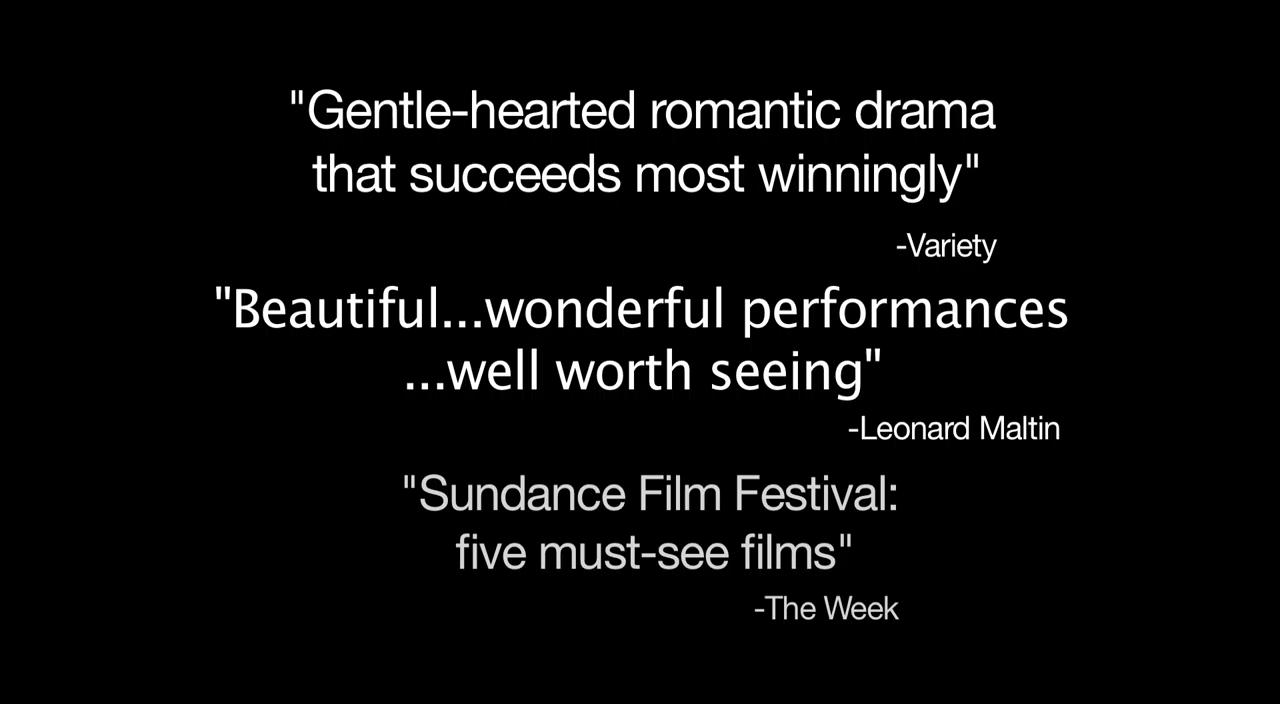 "Gentle-hearted romantic drama
that succeeds most winningly"
-Variety
"Beautiful...wonderful performances
...well worth seeing"
-Leonard Maltin
"Sundance Film Festival:
five must-see films"
-The Week